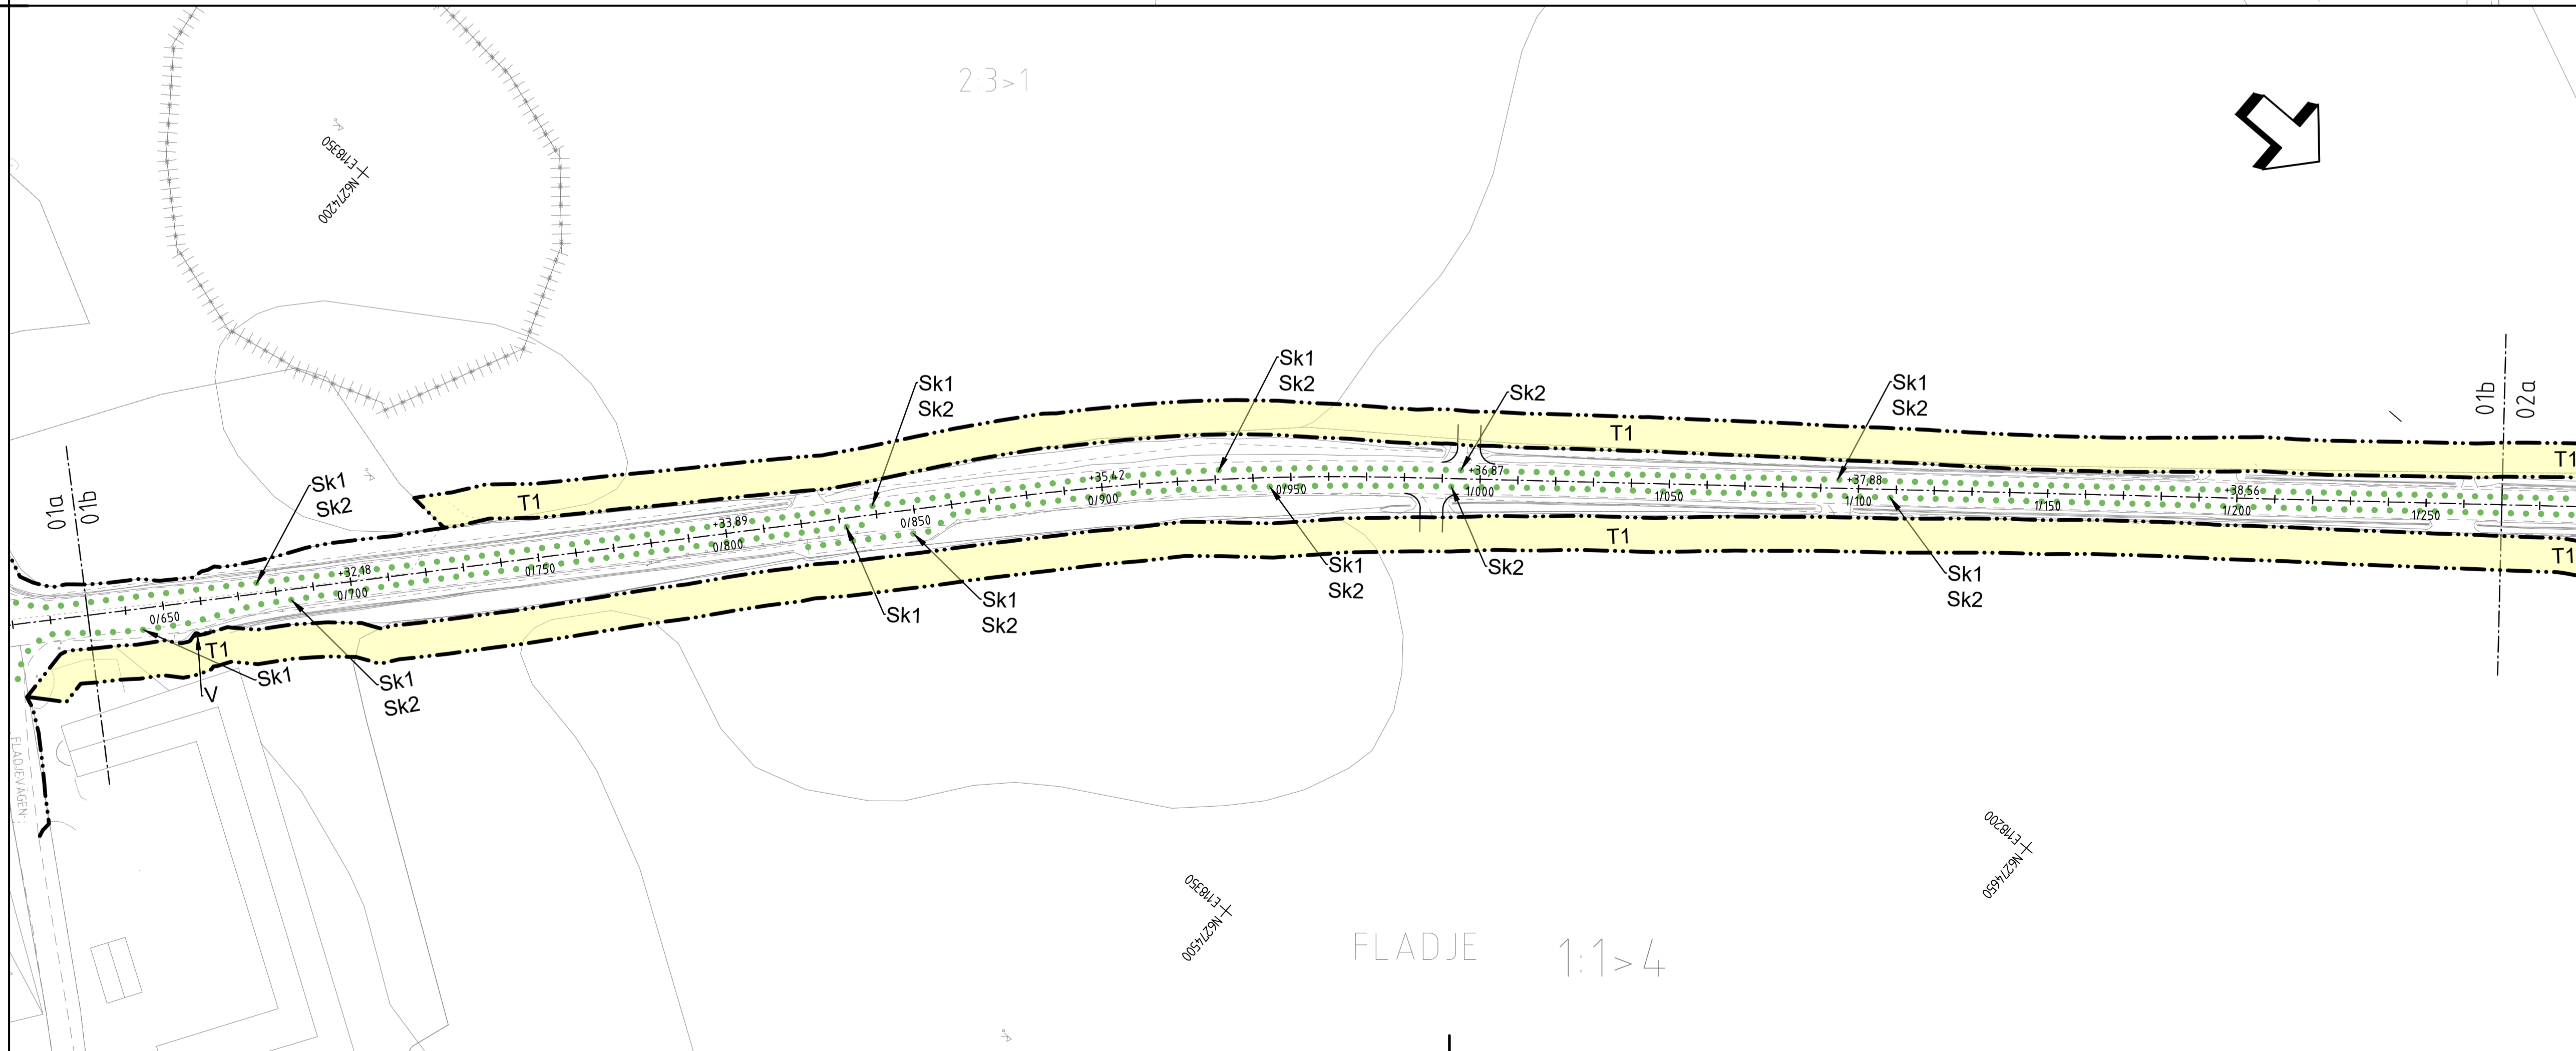 2:3>1
E118350
N6274200
01a
01b
Sk1
Sk2
T1
Sk1
Sk2
Sk1
Sk2
Sk2
T1
Sk1
Sk2
01b
02a
T1
+32,18
+33,89
+35,42
+36,87
+37,88
+38,56
0/650
0/700
0/750
0/800
0/850
0/900
0/950
1/000
1/050
1/100
1/150
1/200
1/250
T1
V
Sk1
Sk1
Sk2
Sk1
Sk1
Sk2
Sk1
Sk2
Sk2
T1
Sk1
Sk2
T1
FLADJEVÄGEN
E118350
N6274500
E118200
N6274650
FLADJE
1:1>4